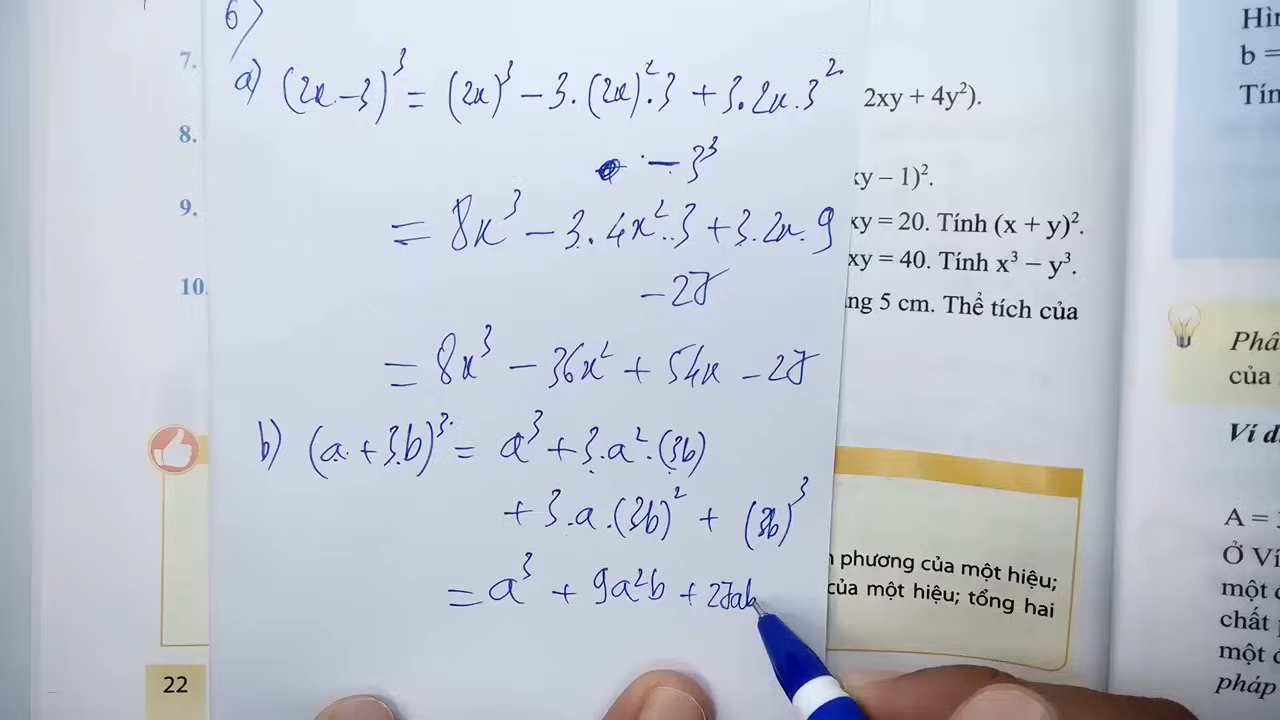 6)
a) (2x - 3)³ = (2x)³ - 3.(2x)².3 + 3.2x.3²
- 3³
= 8x³ - 3.4x².3 + 3.2x.9
- 27
= 8x³ - 36x² + 54x - 27
b) (a + 3.b)³ = a³ + 3.a².(3b)
+ 3.a.(3b)² + (3b)³
= a³ + 9a²b + 27ab
7.
8.
9.
10.
22
2xy + 4y²).
xy – 1)².
xy = 20. Tính (x + y)².
xy = 40. Tính x³ – y³.
ng 5 cm. Thể tích của
phương của một hiệu;
của một hiệu; tổng hai
Hìn
b =
Tín
Phâ
của
Ví d
A =
Ở Ví
một
chất
một
pháp